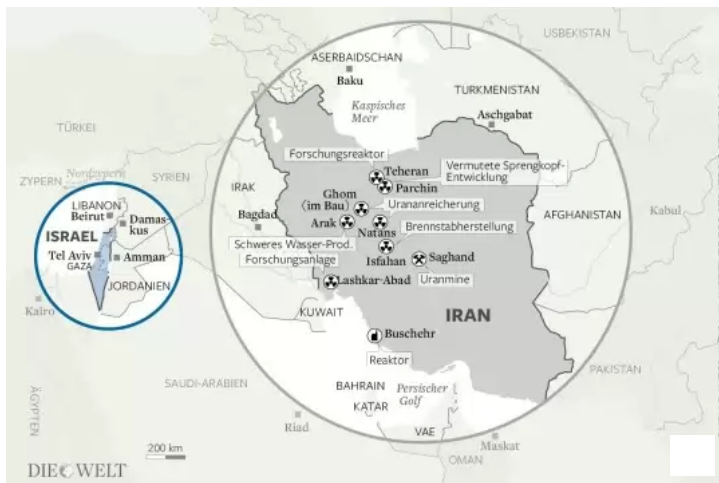 USBEKISTAN
ASERBAIDSCHAN
Baku
TURKMENISTAN
Kaspisches
Meer
Aschgabat
TÜRKEI
Forschungsreaktor
Teheran
Vermutete Sprengkopf-
Entwicklung
Parchin
ZYPERN
Nordzypern
SYRIEN
IRAK
Ghom
(im Bau)
Urananreicherung
LIBANON
Beirut
Damas-
kus
Bagdad
Arak
Natans
Brennstabherstellung
AFGHANISTAN
Kabul
ISRAEL
Schweres Wasser-Prod.
Forschungsanlage
Isfahan
Saghand
Tel Aviv
GAZA
Amman
Lashkar-Abad
Uranmine
JORDANIEN
Kairo
KUWAIT
IRAN
Buschehr
Reaktor
PAKISTAN
SAUDI-ARABIEN
BAHRAIN
Persischer
Golf
KATAR
ÄGYPTEN
Riad
VAE
Maskat
OMAN
200 km
DIE WELT